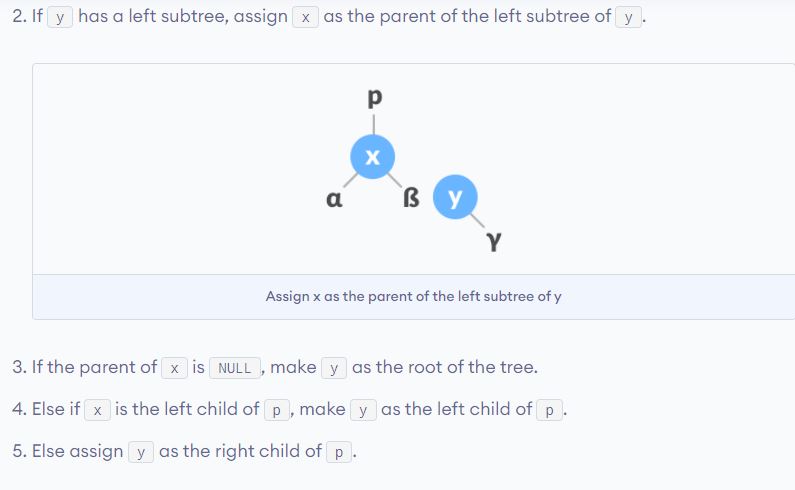 2. If y has a left subtree, assign x as the parent of the left subtree of y .
p
x
α
ß
y
γ
Assign x as the parent of the left subtree of y
3. If the parent of x is NULL , make y as the root of the tree.
4. Else if x is the left child of p , make y as the left child of p .
5. Else assign y as the right child of p .